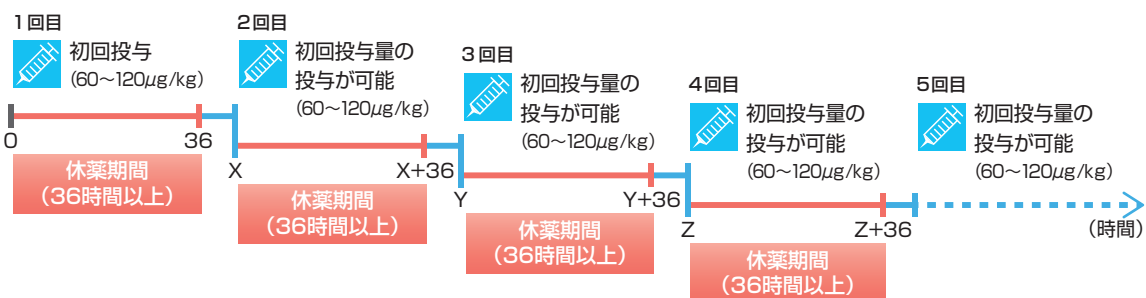 1回目
初回投与
(60〜120μg/kg)
0
36
休薬期間
(36時間以上)
2回目
初回投与量の
投与が可能
(60〜120μg/kg)
X
X+36
休薬期間
(36時間以上)
3回目
初回投与量の
投与が可能
(60〜120μg/kg)
Y
Y+36
休薬期間
(36時間以上)
4回目
初回投与量の
投与が可能
(60〜120μg/kg)
Z
Z+36
休薬期間
(36時間以上)
5回目
初回投与量の
投与が可能
(60〜120μg/kg)
(時間)